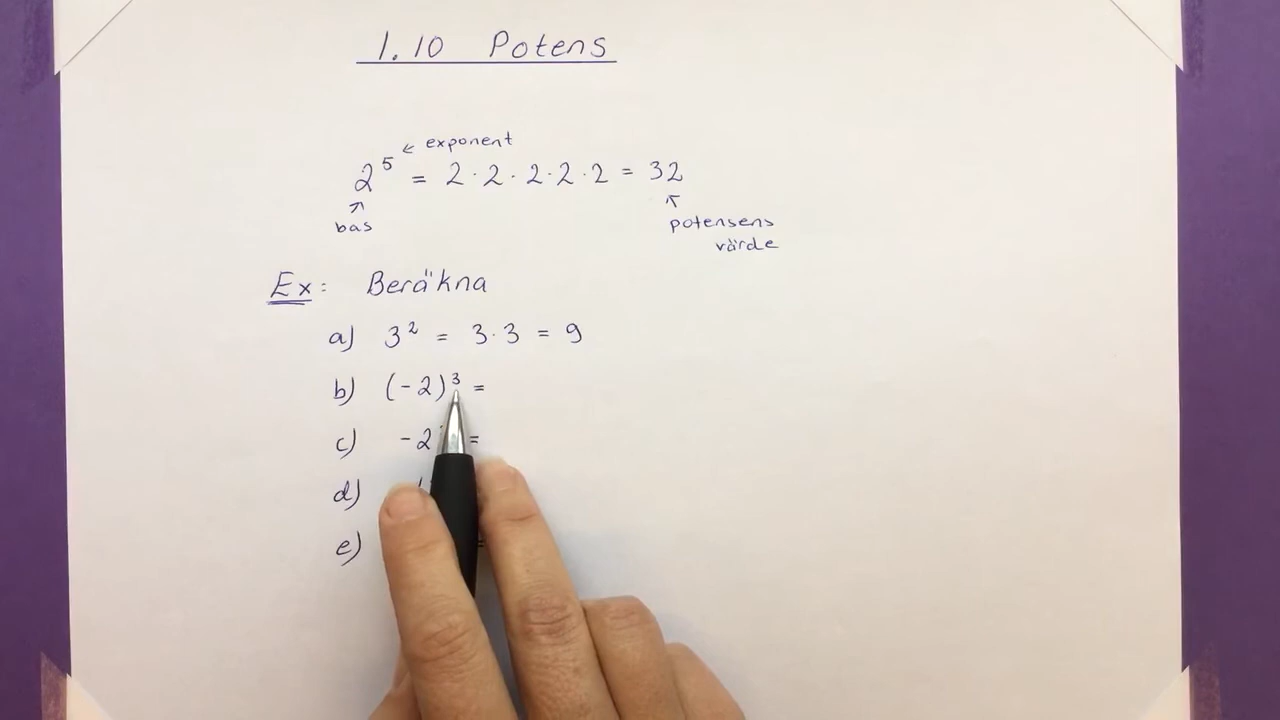 1.10 Potens
← exponent
2⁵ = 2·2·2·2·2 = 32
bas
potensens
värde
Ex: Beräkna
a) 3² = 3·3 = 9
b) (-2)³ =
c) -2 =
d)
e)